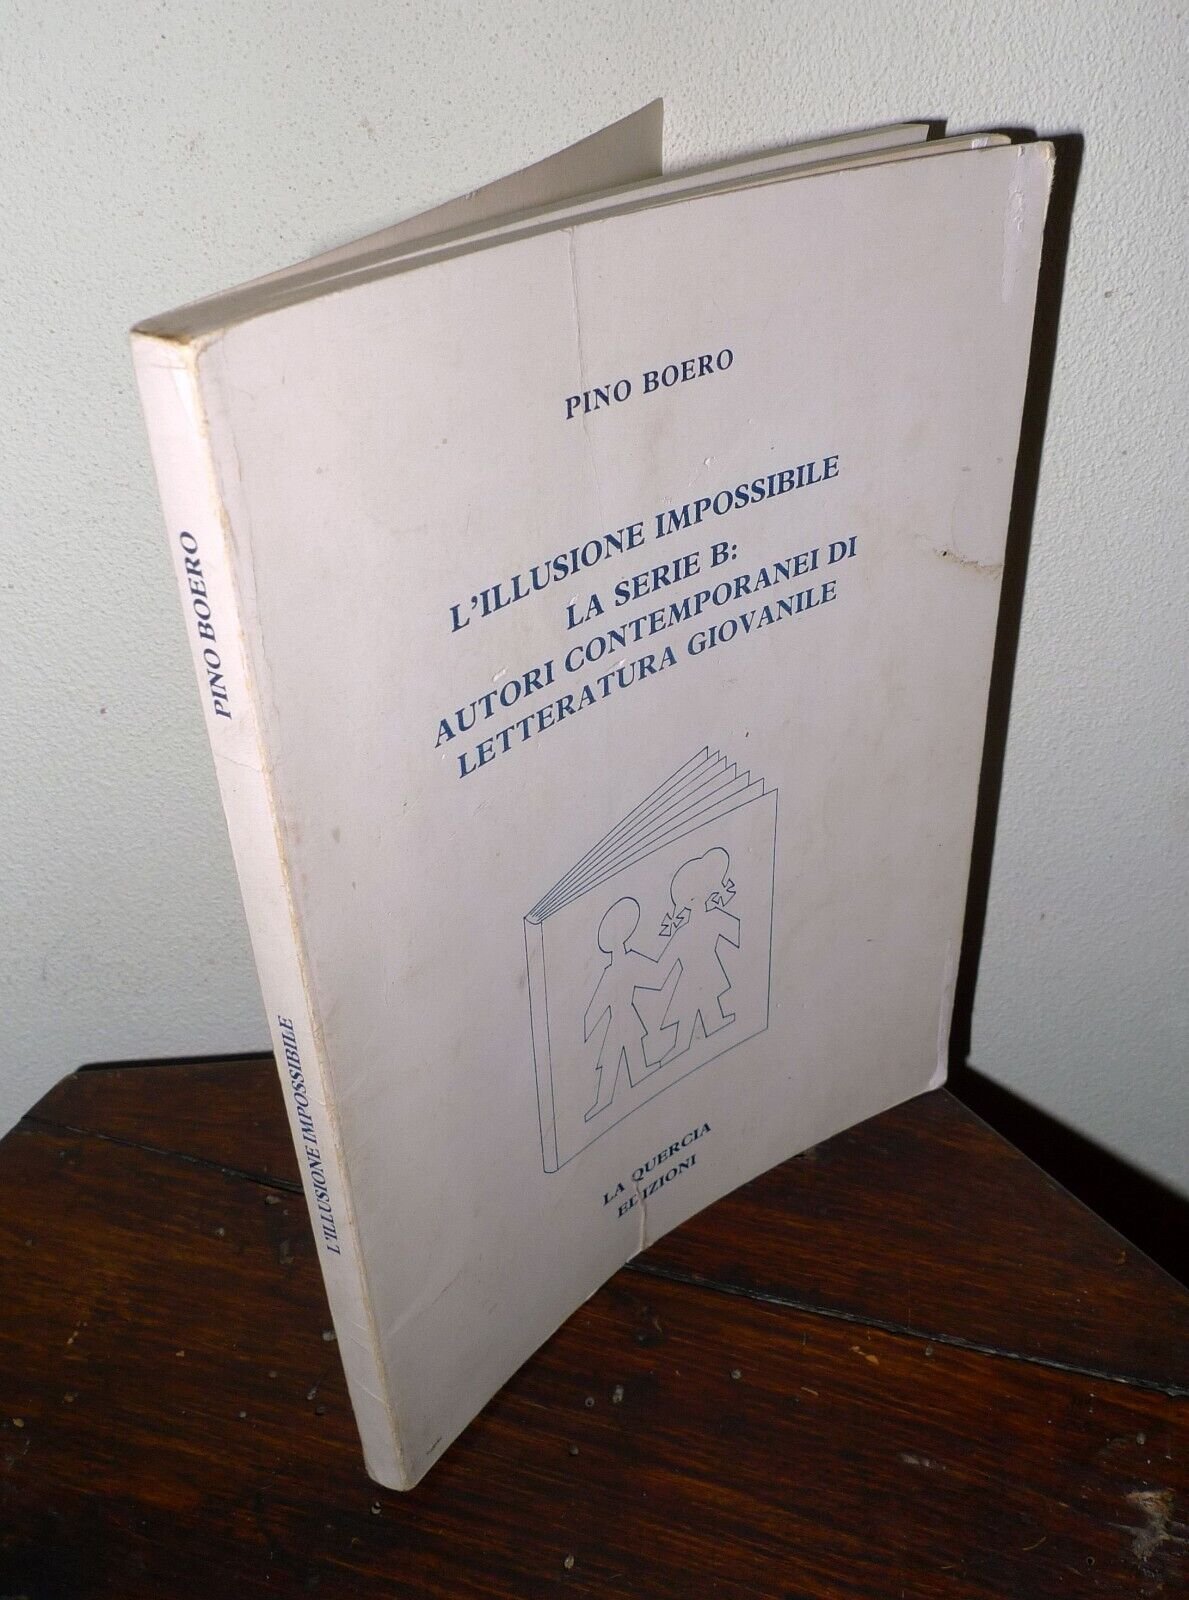 PINO BOERO
L'ILLUSIONE IMPOSSIBILE
LA SERIE B:
AUTORI CONTEMPORANEI DI
LETTERATURA GIOVANILE
LA QUERCIA
EDIZIONI
PINO BOERO
L'ILLUSIONE IMPOSSIBILE